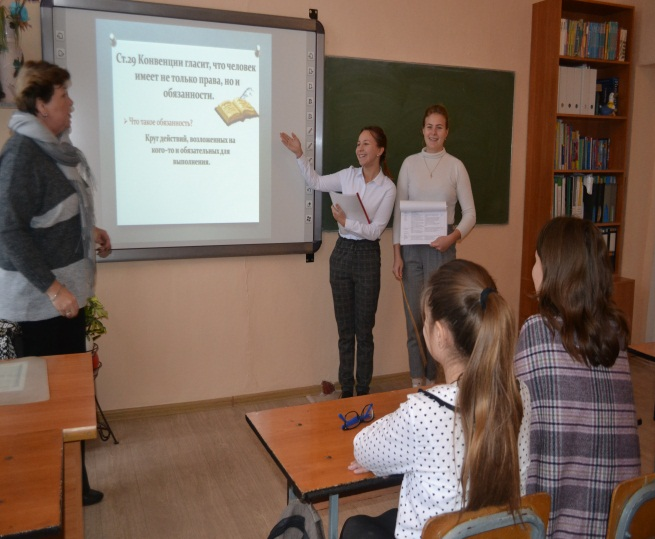 Ст.29 Конвенции гласит, что человек
имеет не только права, но и
обязанности.
➢ Что такое обязанность?
Круг действий, возложенных на
кого-то и обязательных для
выполнения.